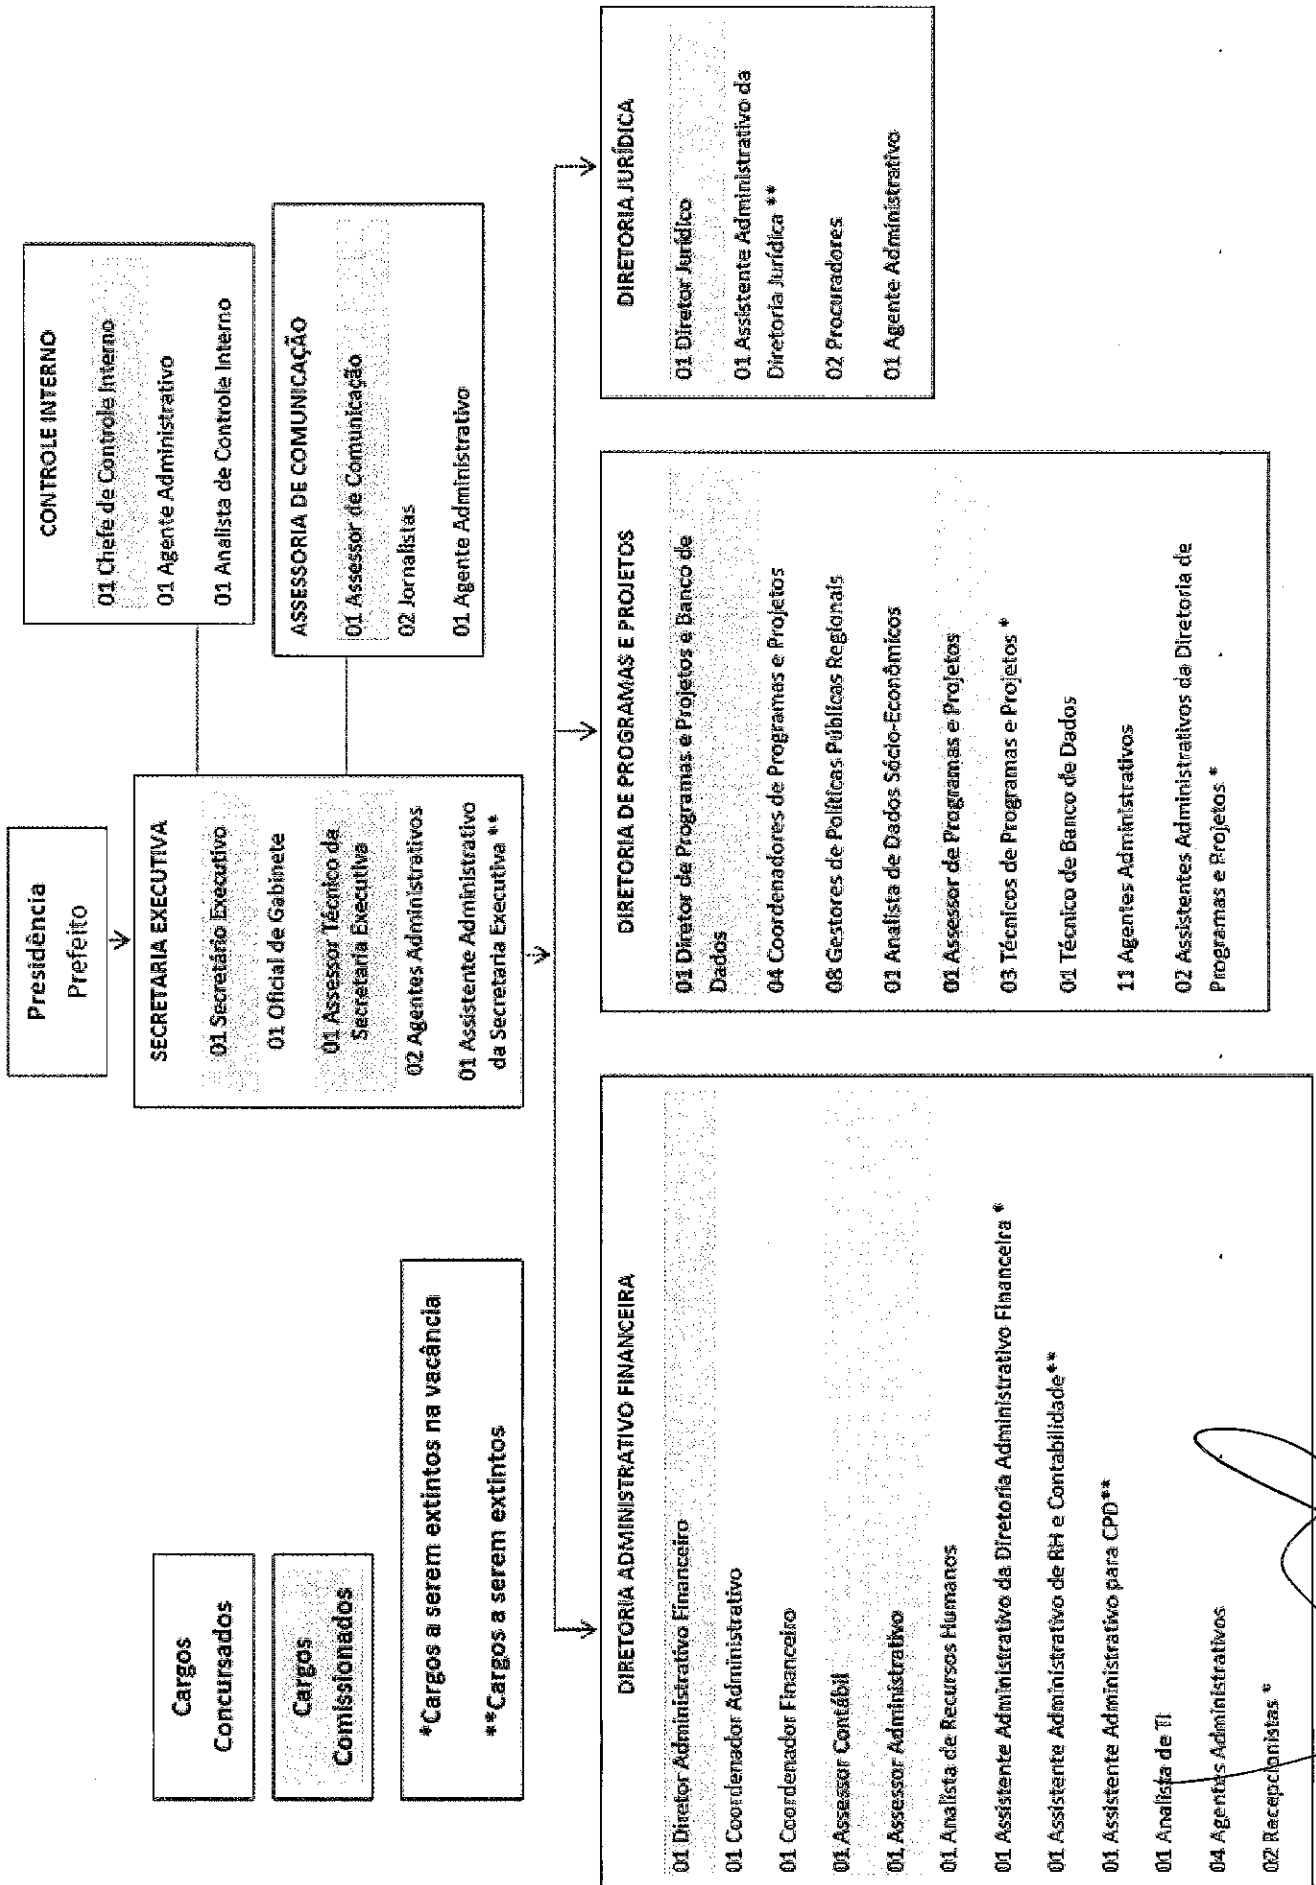 Presidência
Prefeito
Cargos
Concursados
Cargos
Comissionados
*Cargos a serem extintos na vacância
**Cargos a serem extintos
SECRETARIA EXECUTIVA
01 Secretário Executivo
01 Oficial de Gabinete
01 Assessor Técnico da
Secretaria Executiva
02 Agentes Administrativos
01 Assistente Administrativo
da Secretaria Executiva **
CONTROLE INTERNO
01 Chefe de Controle Interno
01 Agente Administrativo
01 Analista de Controle Interno
ASSESSORIA DE COMUNICAÇÃO
01 Assessor de Comunicação
02 Jornalistas
01 Agente Administrativo
DIRETORIA ADMINISTRATIVO FINANCEIRA
01 Diretor Administrativo Financeiro
01 Coordenador Administrativo
01 Coordenador Financeiro
01 Assessor Contábil
01 Assessor Administrativo
01 Analista de Recursos Humanos
01 Assistente Administrativo da Diretoria Administrativo Financeira *
01 Assistente Administrativo de RH e Contabilidade**
01 Assistente Administrativo para CPD**
01 Analista de TI
04 Agentes Administrativos
02 Recepcionistas *
DIRETORIA DE PROGRAMAS E PROJETOS
01 Diretor de Programas e Projetos e Banco de
Dados
04 Coordenadores de Programas e Projetos
08 Gestores de Políticas Públicas Regionais
01 Analista de Dados Sócio-Econômicos
01 Assessor de Programas e Projetos
03 Técnicos de Programas e Projetos *
01 Técnico de Banco de Dados
11 Agentes Administrativos
02 Assistentes Administrativos da Diretoria de
Programas e Projetos *
DIRETORIA JURÍDICA
01 Diretor Jurídico
01 Assistente Administrativo da
Diretoria Jurídica **
02 Procuradores
01 Agente Administrativo